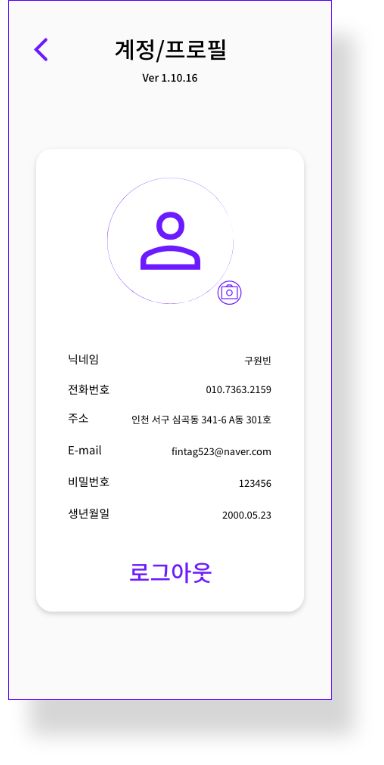 계정/프로필
Ver 1.10.16
닉네임 구원빈
전화번호 010.7363.2159
주소 인천 서구 심곡동 341-6 A동 301호
E-mail fintag523@naver.com
비밀번호 123456
생년월일 2000.05.23
로그아웃